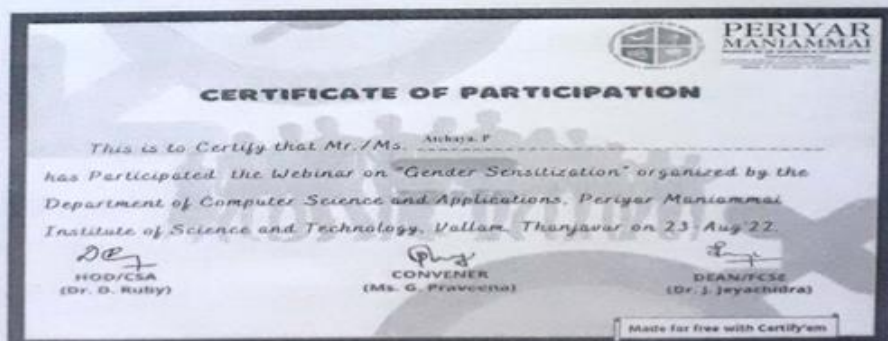 PERIYAR
MANIAMMAI
CERTIFICATE OF PARTICIPATION
This is to Certify that Mr./Ms. Atchaya. P
has Participated the Webinar on "Gender Sensitization" organized by the
Department of Computer Science and Applications, Periyar Maniammai
Institute of Science and Technology, Vallam, Thanjavur on 23-Aug'22.
HOD/CSA
(Dr. D. Ruby)
CONVENER
(Ms. G. Praveena)
DEAN/FCSE
(Dr. J. Jeyachidra)
Made for free with Certify'em